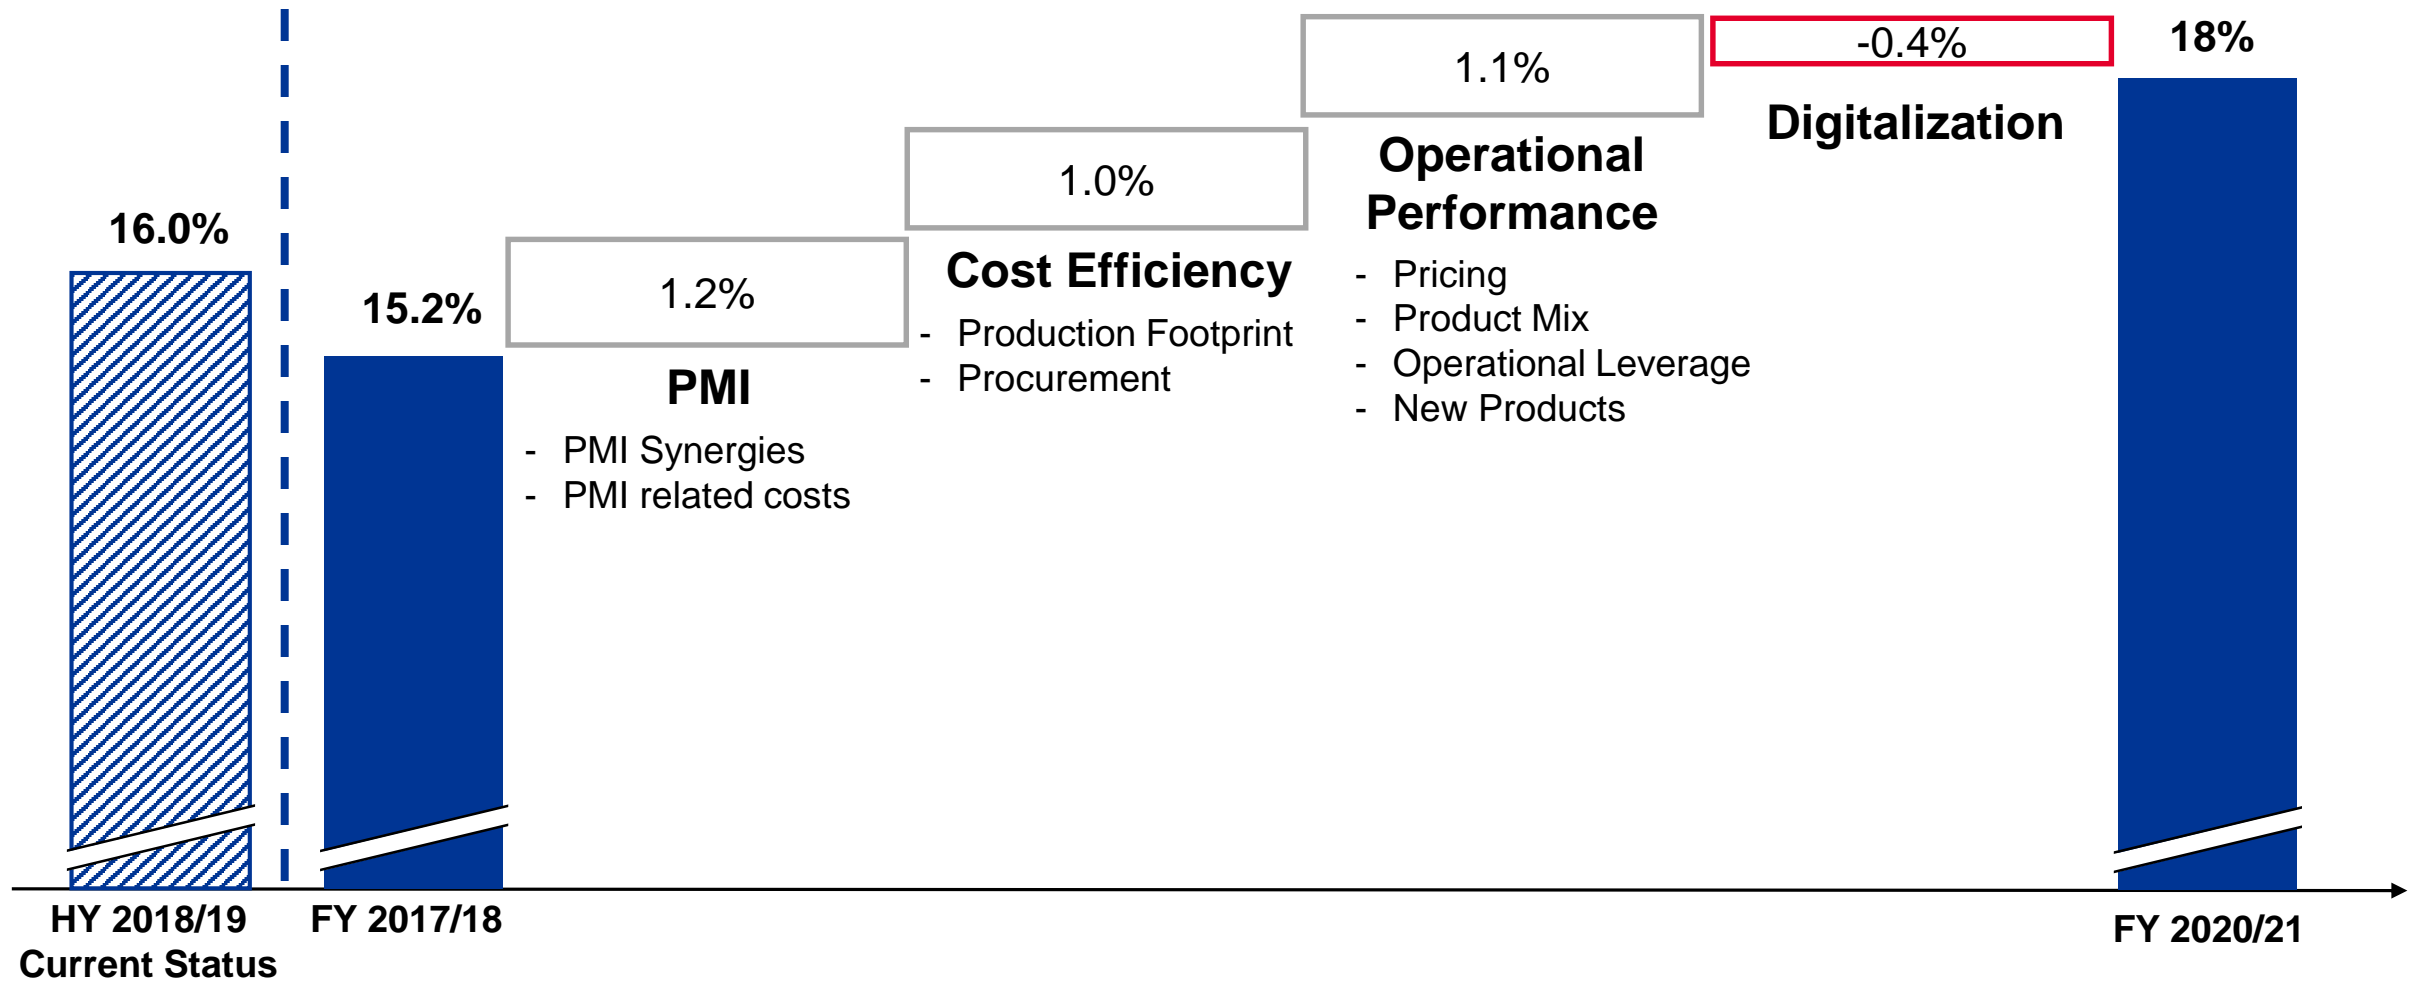 16.0%
HY 2018/19
Current Status
15.2%
FY 2017/18
1.2%
PMI
- PMI Synergies
- PMI related costs
1.0%
Cost Efficiency
- Production Footprint
- Procurement
1.1%
Operational
Performance
- Pricing
- Product Mix
- Operational Leverage
- New Products
-0.4%
Digitalization
18%
FY 2020/21